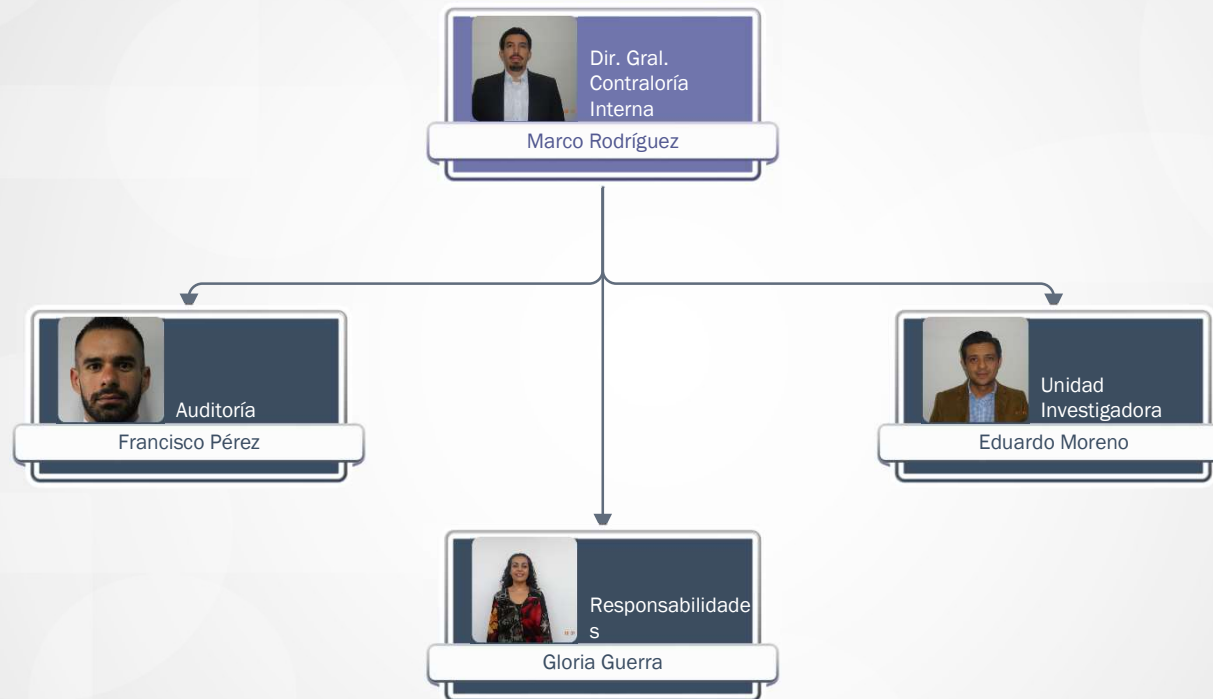 Dir. Gral.
Contraloría
Interna
Marco Rodríguez
Auditoría
Francisco Pérez
Unidad
Investigadora
Eduardo Moreno
Responsabilidade
s
Gloria Guerra